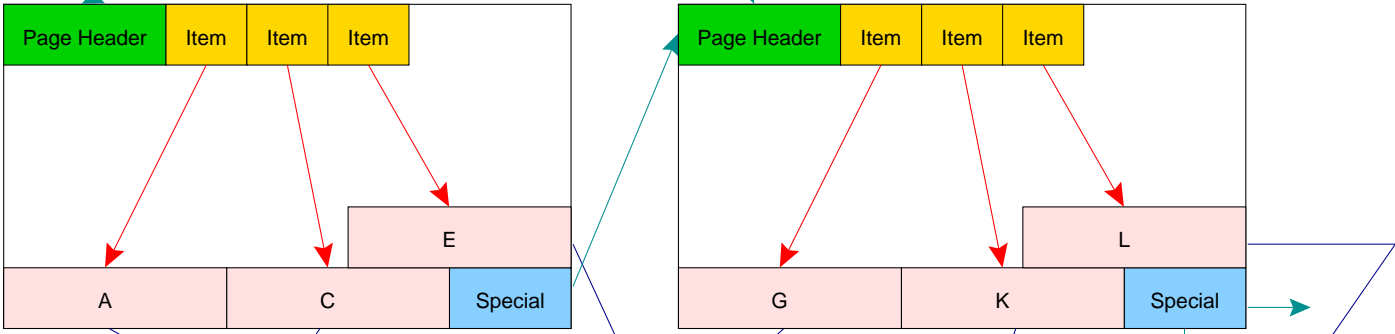 Page Header Item Item Item Page Header Item Item Item
E L
A C Special G K Special